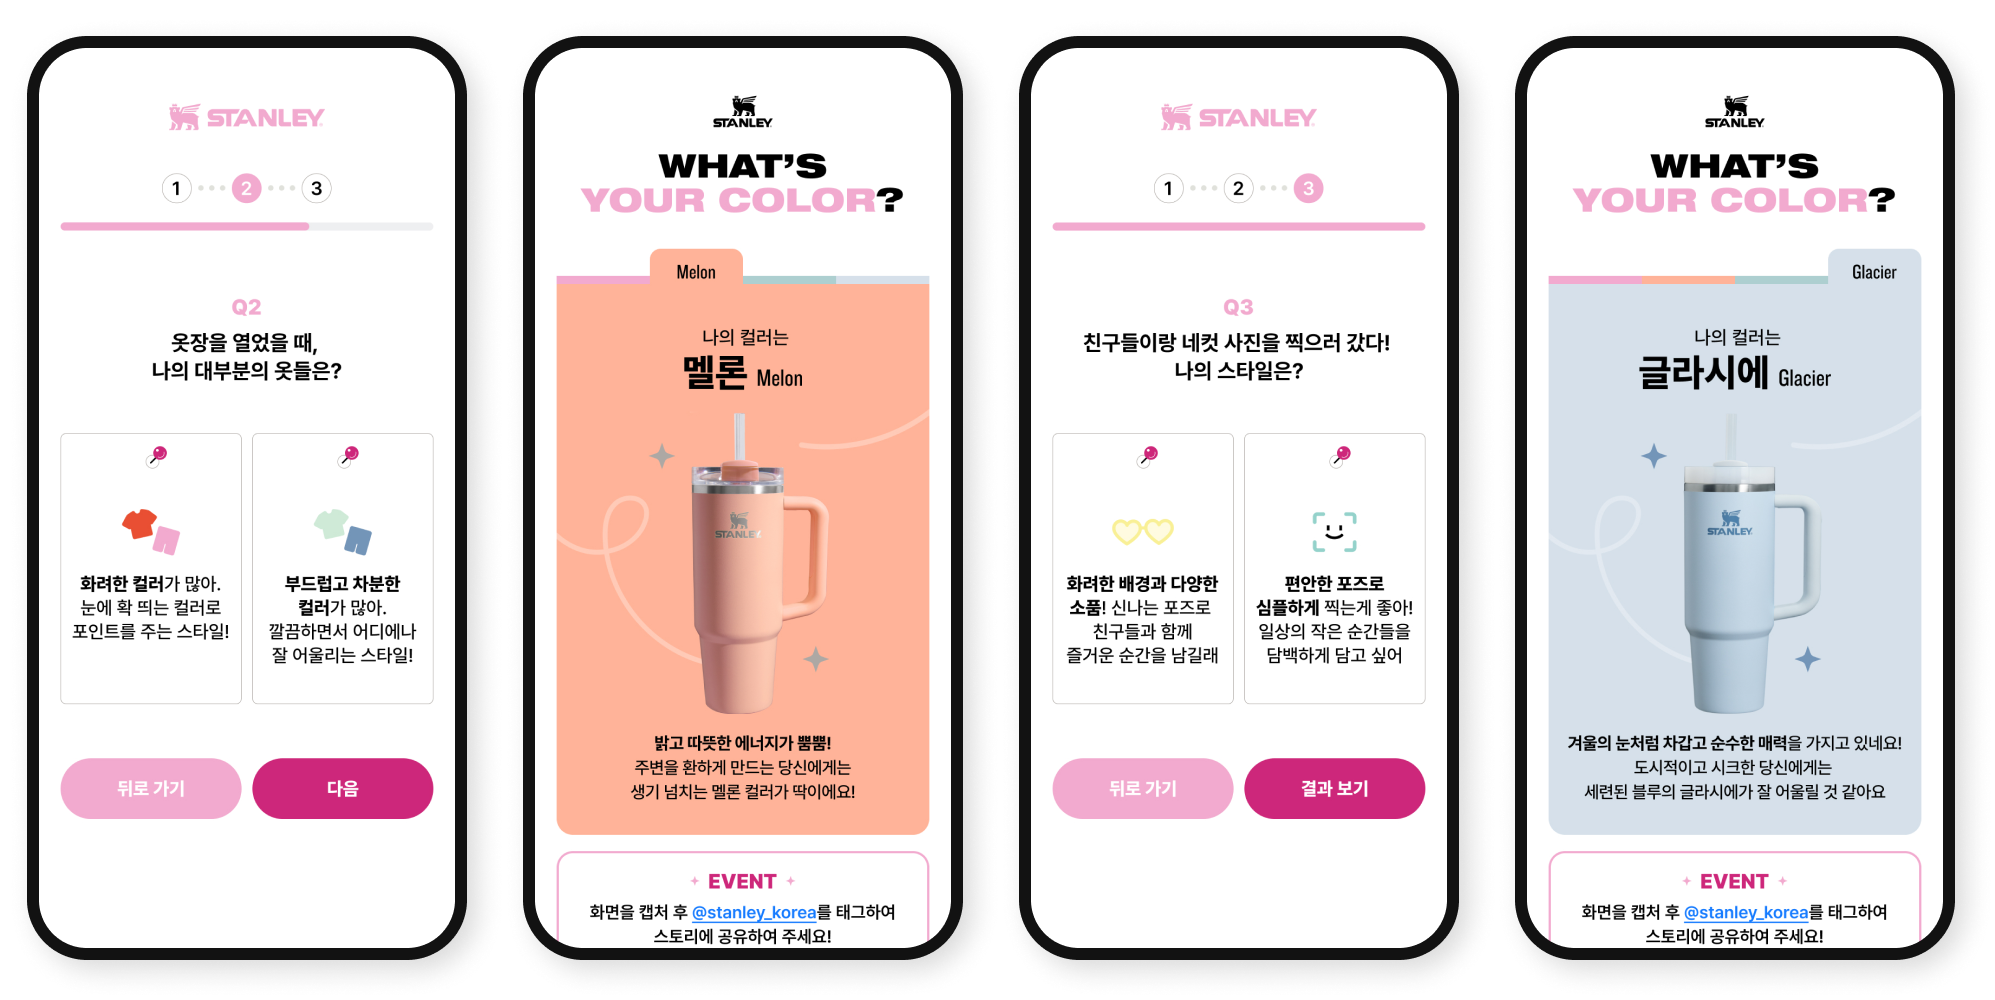 STANLEY
1 2 3
Q2
옷장을 열었을 때,
나의 대부분의 옷들은?
화려한 컬러가 많아.
눈에 확 띄는 컬러로
포인트를 주는 스타일!
부드럽고 차분한
컬러가 많아.
깔끔하면서 어디에나
잘 어울리는 스타일!
뒤로 가기
다음
STANLEY
WHAT'S
YOUR COLOR?
Melon
나의 컬러는
멜론 Melon
STANLEY
밝고 따뜻한 에너지가 뿜뿜!
주변을 환하게 만드는 당신에게는
생기 넘치는 멜론 컬러가 딱이에요!
EVENT
화면을 캡처 후 @stanley_korea를 태그하여
스토리에 공유하여 주세요!
STANLEY
1 2 3
Q3
친구들이랑 네컷 사진을 찍으러 갔다!
나의 스타일은?
화려한 배경과 다양한
소품! 신나는 포즈로
친구들과 함께
즐거운 순간을 남길래
편안한 포즈로
심플하게 찍는게 좋아!
일상의 작은 순간들을
담백하게 담고 싶어
뒤로 가기
결과 보기
STANLEY
WHAT'S
YOUR COLOR?
Glacier
나의 컬러는
글라시에 Glacier
STANLEY
겨울의 눈처럼 차갑고 순수한 매력을 가지고 있네요!
도시적이고 시크한 당신에게는
세련된 블루의 글라시에가 잘 어울릴 것 같아요
EVENT
화면을 캡처 후 @stanley_korea를 태그하여
스토리에 공유하여 주세요!